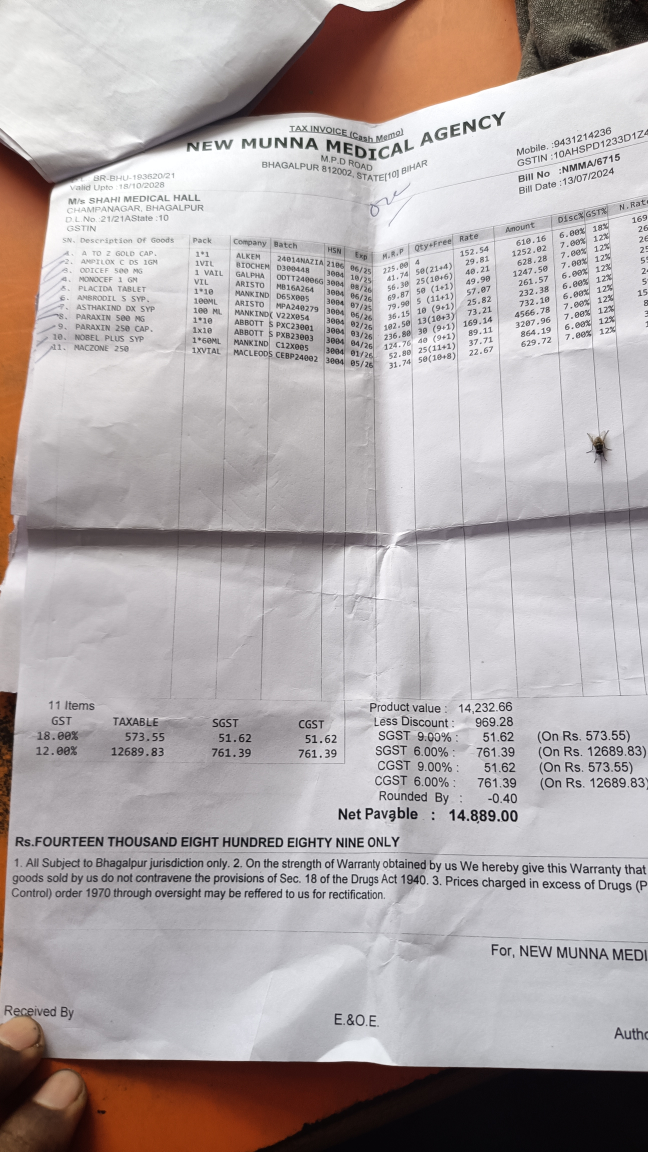 TAX INVOICE (Cash Memo)
NEW MUNNA MEDICAL AGENCY
M.P.D ROAD
BHAGALPUR 812002, STATE[10] BIHAR
Mobile. :9431214236
GSTIN :10AHSPD1233D1Z4
BR-BHU-193620/21
Valid Upto :18/10/2028
Bill No :NMMA/6715
Bill Date :13/07/2024
M/s SHAHI MEDICAL HALL
CHAMPANAGAR, BHAGALPUR
D.L.No :21/21AState :10
GSTIN
SN. Description Of Goods Pack Company Batch HSN Exp M.R.P Qty+Free Rate Amount Disc% GST% N.Rate
1. A TO Z GOLD CAP. 1*1 ALKEM 24014NAZIA 2106 06/25 225.00 4 152.54 610.16 6.00% 18%
2. AMPILOX C DS 1GM 1VIL BIOCHEM D300448 3004 10/25 41.74 50(21+4) 29.81 1252.02 7.00% 12%
3. ODICEF 500 MG 1 VAIL GALPHA ODTT24006G 3004 08/26 56.30 25(10+6) 40.21 628.28 7.00% 12%
4. MONOCEF 1 GM VIL ARISTO MB16A264 3004 06/26 69.87 50 (1+1) 49.90 1247.50 12%
5. PLACIDA TABLET 1*10 MANKIND D65X005 3004 07/25 79.90 5 (11+1) 57.07 261.57 12%
6. AMBRODIL S SYP. 100ML ARISTO MPA240279 3004 06/26 36.15 10 (9+1) 25.82 232.38 12%
7. ASTHAKIND DX SYP 100 ML MANKIND( V22X054 3004 02/26 102.50 13(10+3) 73.21 732.10 12%
8. PARAXIN 500 MG 1*10 ABBOTT S PXC23001 3004 03/26 236.80 30 (9+1) 169.14 4566.78 12%
9. PARAXIN 250 CAP. 1x10 ABBOTT S PXB23003 3004 04/26 124.76 40 (9+1) 89.11 3207.96 12%
10. NOBEL PLUS SYP 1*60ML MANKIND C12X005 3004 01/26 52.80 25(11+1) 37.71 864.19 6.00% 12%
11. MACZONE 250 1XVIAL MACLEODS CEBP24002 3004 05/26 31.74 50(10+8) 22.67 629.72 7.00% 12%
11 Items
GST TAXABLE SGST CGST
18.00% 573.55 51.62 51.62
12.00% 12689.83 761.39 761.39
Product value : 14,232.66
Less Discount : 969.28
SGST 9.00% : 51.62 (On Rs. 573.55)
SGST 6.00% : 761.39 (On Rs. 12689.83)
CGST 9.00% : 51.62 (On Rs. 573.55)
CGST 6.00% : 761.39 (On Rs. 12689.83)
Rounded By : -0.40
Net Payable : 14,889.00
Rs.FOURTEEN THOUSAND EIGHT HUNDRED EIGHTY NINE ONLY
1. All Subject to Bhagalpur jurisdiction only. 2. On the strength of Warranty obtained by us We hereby give this Warranty that
goods sold by us do not contravene the provisions of Sec. 18 of the Drugs Act 1940. 3. Prices charged in excess of Drugs (P
Control) order 1970 through oversight may be reffered to us for rectification.
For, NEW MUNNA MEDI
Received By
E.&O.E.
Autho